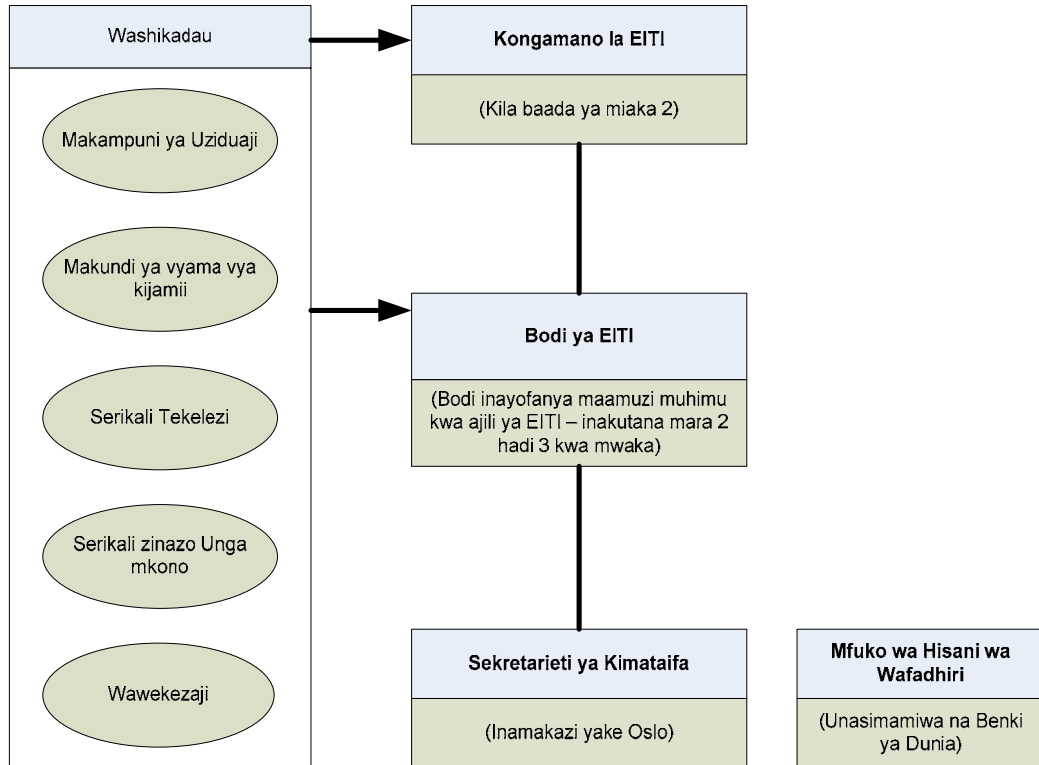 Washikadau
Makampuni ya Uziduaji
Makundi ya vyama vya
kijamii
Serikali Tekelezi
Serikali zinazo Unga
mkono
Wawekezaji
Kongamano la EITI
(Kila baada ya miaka 2)
Bodi ya EITI
(Bodi inayofanya maamuzi muhimu
kwa ajili ya EITI – inakutana mara 2
hadi 3 kwa mwaka)
Sekretarieti ya Kimataifa
(Inamakazi yake Oslo)
Mfuko wa Hisani wa
Wafadhiri
(Unasimamiwa na Benki
ya Dunia)